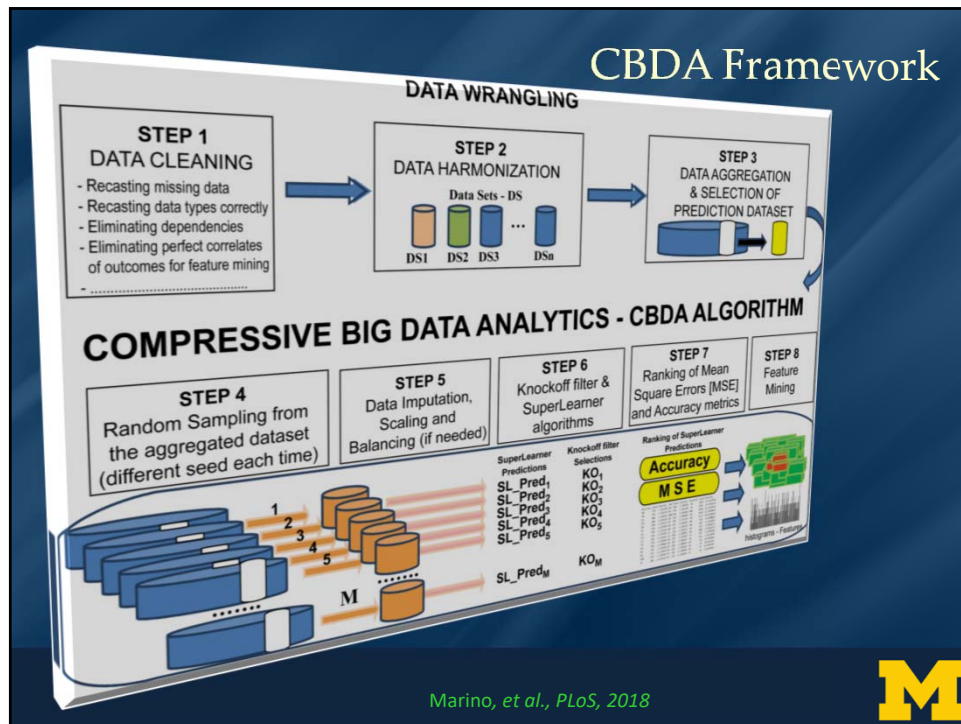 CBDA Framework
DATA WRANGLING
STEP 1
DATA CLEANING
- Recasting missing data
- Recasting data types correctly
- Eliminating dependencies
- Eliminating perfect correlates
of outcomes for feature mining
- ............................................
STEP 2
DATA HARMONIZATION
Data Sets - DS
...
DS1 DS2 DS3 DSn
STEP 3
DATA AGGREGATION
& SELECTION OF
PREDICTION DATASET
COMPRESSIVE BIG DATA ANALYTICS - CBDA ALGORITHM
STEP 4
Random Sampling from
the aggregated dataset
(different seed each time)
STEP 5
Data Imputation,
Scaling and
Balancing (if needed)
STEP 6
Knockoff filter &
SuperLearner
algorithms
STEP 7
Ranking of Mean
Square Errors [MSE]
and Accuracy metrics
STEP 8
Feature
Mining
1
2
3
4
5
.......
M
.......
SuperLearner
Predictions
SL_Pred1
SL_Pred2
SL_Pred3
SL_Pred4
SL_Pred5
SL_PredM
Knockoff filter
Selections
KO1
KO2
KO3
KO4
KO5
KOM
Ranking of SuperLearner
Predictions
Accuracy
M S E
histograms - Features
Marino, et al., PLoS, 2018
M